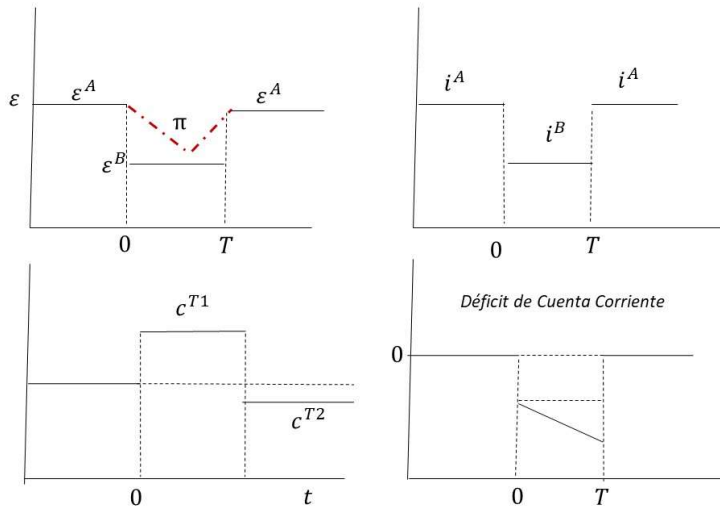 ε
ε^A
π
ε^A
ε^B
0
T
i^A
i^A
i^B
0
T
c^{T1}
c^{T2}
0
t
Déficit de Cuenta Corriente
0
0
T